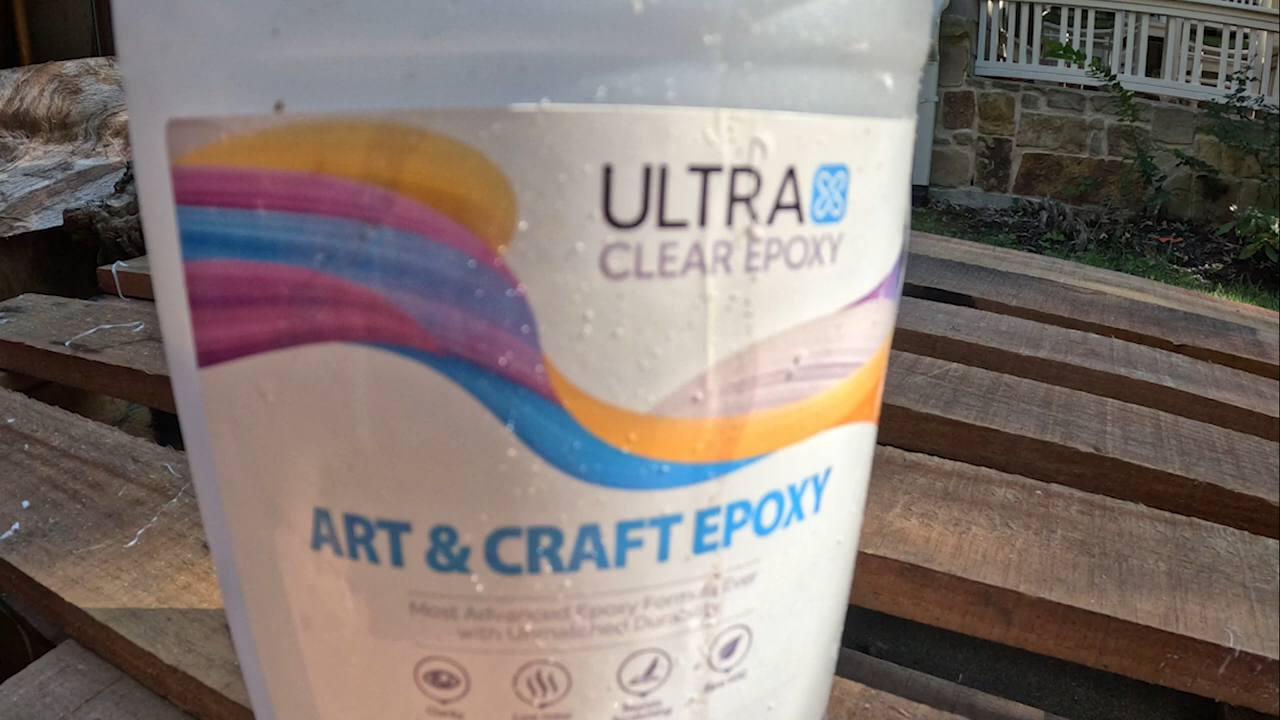 ULTRA
CLEAR EPOXY
ART & CRAFT EPOXY
Most Advanced Epoxy Formula Ever
with Unmatched Durability